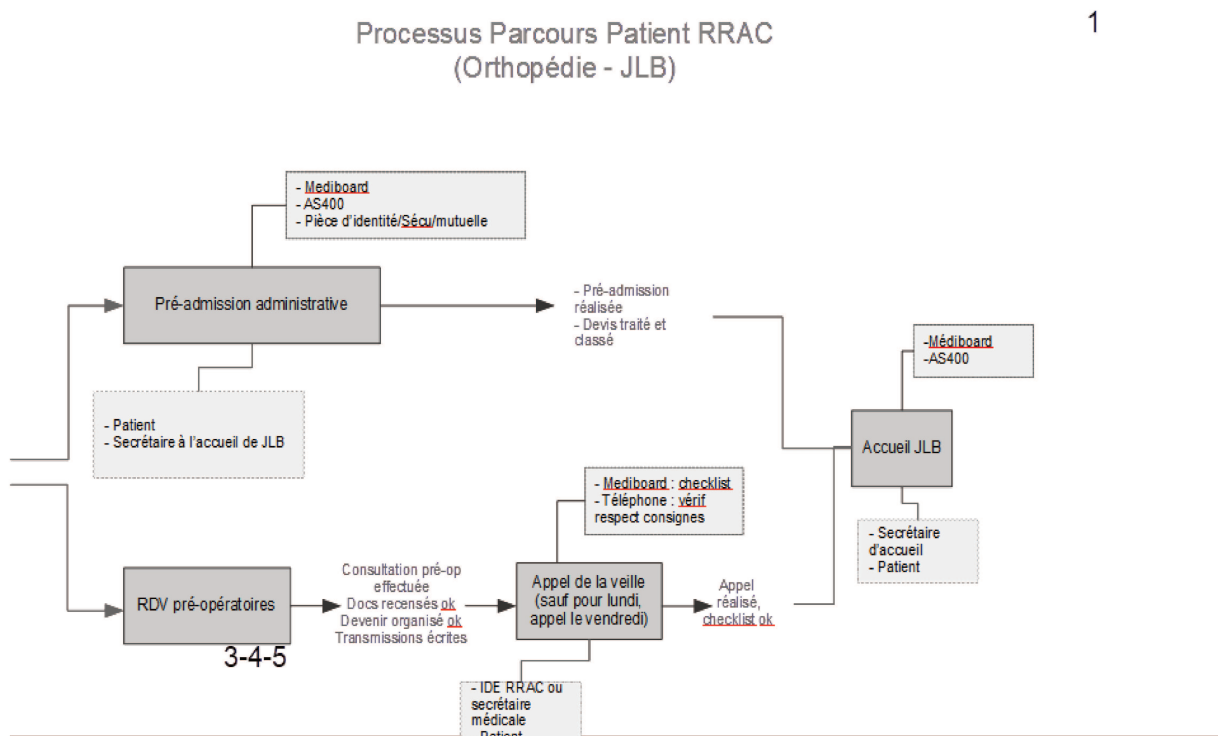 Processus Parcours Patient RRAC
(Orthopédie - JLB)
1
- Mediboard
- AS400
- Pièce d'identité/Sécu/mutuelle
Pré-admission administrative
- Pré-admission
réalisée
- Devis traité et
classé
- Patient
- Secrétaire à l'accueil de JLB
-Médiboard
-AS400
Accueil JLB
- Secrétaire
d'accueil
- Patient
- Mediboard : checklist
- Téléphone : vérif
respect consignes
RDV pré-opératoires
3-4-5
Consultation pré-op
effectuée
Docs recensés ok
Devenir organisé ok
Transmissions écrites
Appel de la veille
(sauf pour lundi,
appel le vendredi)
Appel
réalisé,
checklist ok
- IDE RRAC ou
secrétaire
médicale
- Patient